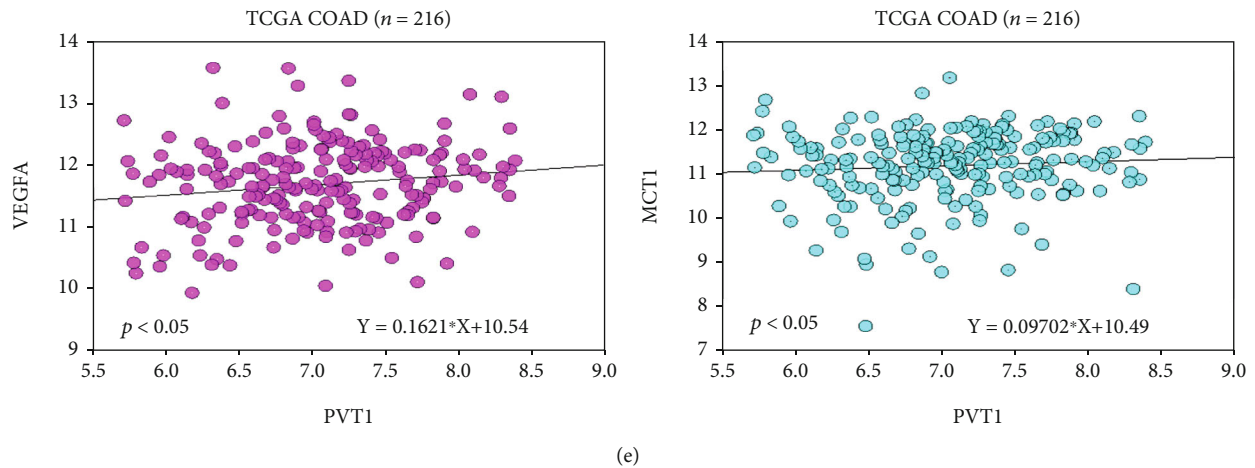 TCGA COAD (n = 216)
14
13
12
11
10
9
VEGFA
p < 0.05
Y = 0.1621*X+10.54
5.5 6.0 6.5 7.0 7.5 8.0 8.5 9.0
PVT1
TCGA COAD (n = 216)
14
13
12
11
10
9
8
7
MCT1
p < 0.05
Y = 0.09702*X+10.49
5.5 6.0 6.5 7.0 7.5 8.0 8.5 9.0
PVT1
(e)